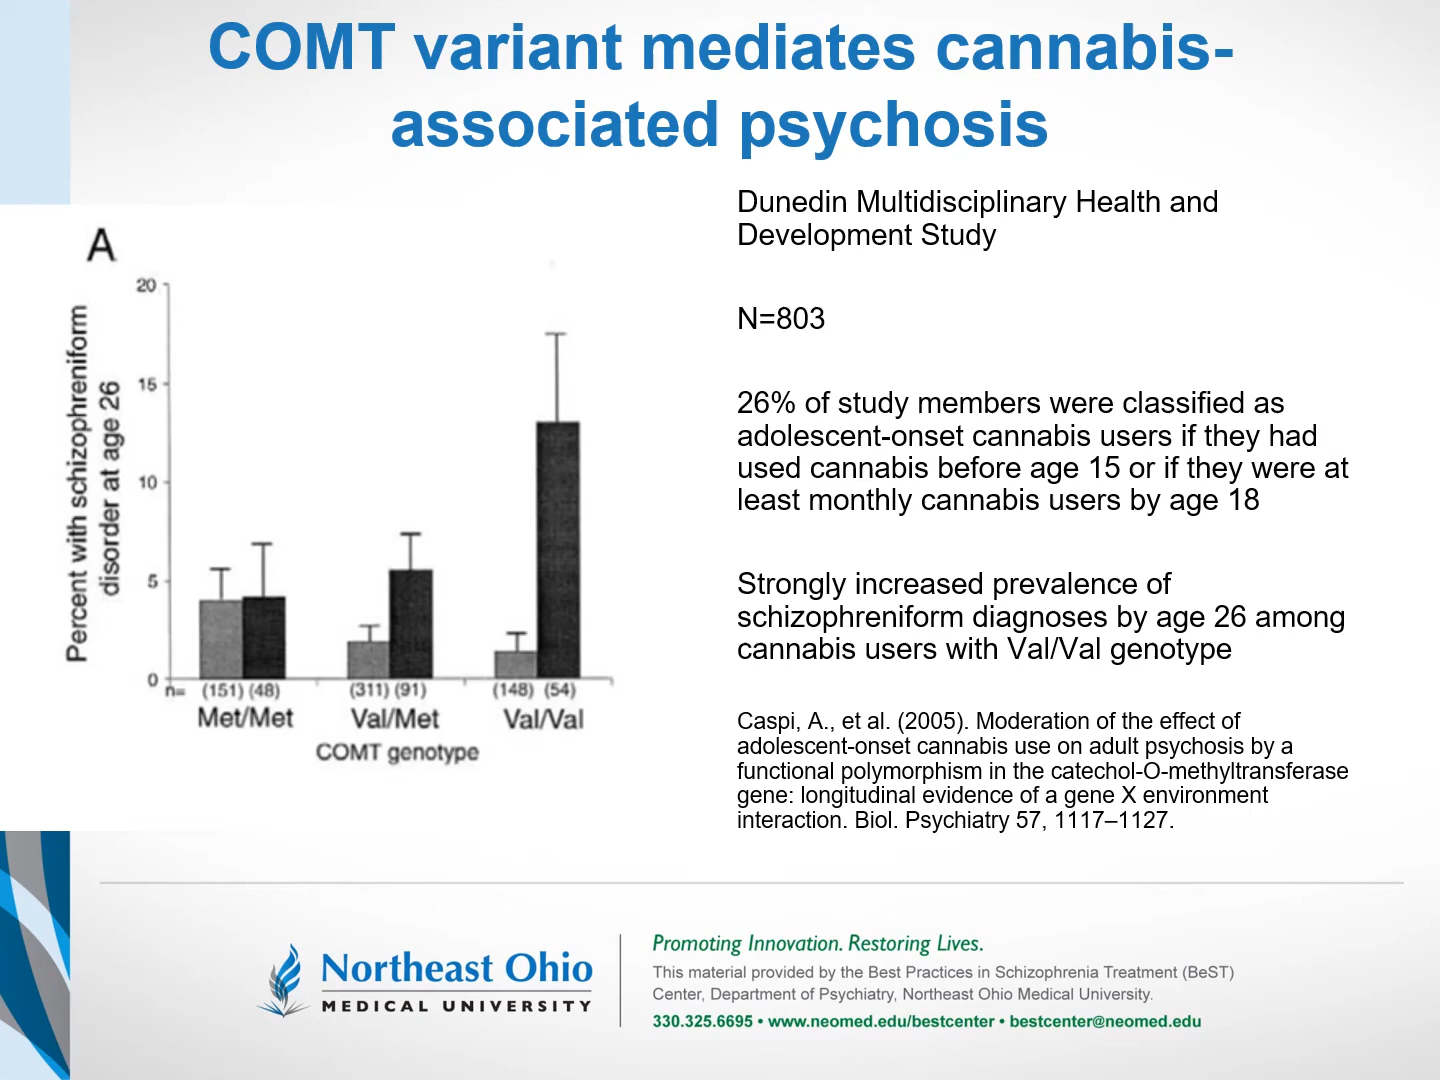 COMT variant mediates cannabis-
associated psychosis
A
Percent with schizophreniform
disorder at age 26
20
15
10
5
0
n= (151) (48) (311) (91) (148) (54)
Met/Met Val/Met Val/Val
COMT genotype
Dunedin Multidisciplinary Health and
Development Study
N=803
26% of study members were classified as
adolescent-onset cannabis users if they had
used cannabis before age 15 or if they were at
least monthly cannabis users by age 18
Strongly increased prevalence of
schizophreniform diagnoses by age 26 among
cannabis users with Val/Val genotype
Caspi, A., et al. (2005). Moderation of the effect of
adolescent-onset cannabis use on adult psychosis by a
functional polymorphism in the catechol-O-methyltransferase
gene: longitudinal evidence of a gene X environment
interaction. Biol. Psychiatry 57, 1117–1127.
Northeast Ohio
MEDICAL UNIVERSITY
Promoting Innovation. Restoring Lives.
This material provided by the Best Practices in Schizophrenia Treatment (BeST)
Center, Department of Psychiatry, Northeast Ohio Medical University.
330.325.6695 • www.neomed.edu/bestcenter • bestcenter@neomed.edu